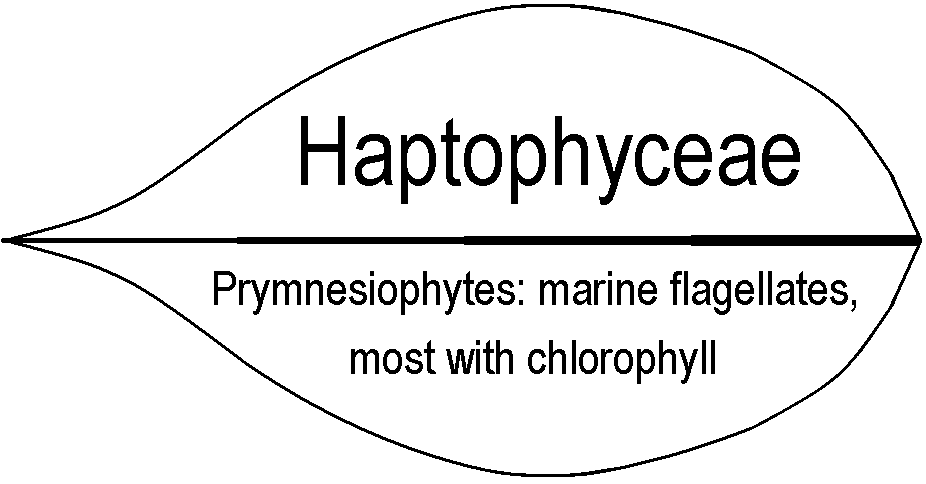 Haptophyceae
Prymnesiophytes: marine flagellates,
most with chlorophyll